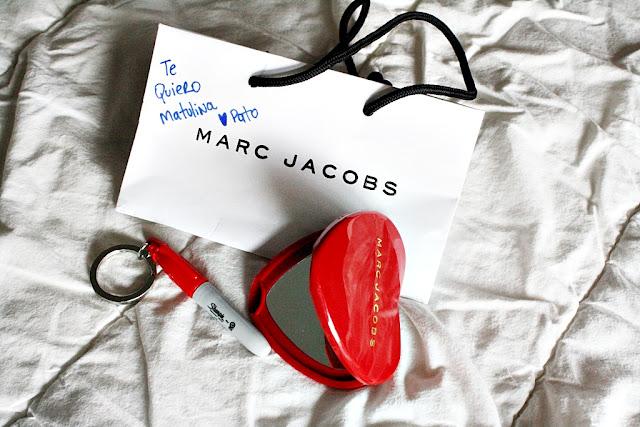 Te
Quiero
Matulina
♥ Pato
MARC JACOBS
MARC JACOBS
Sharpie